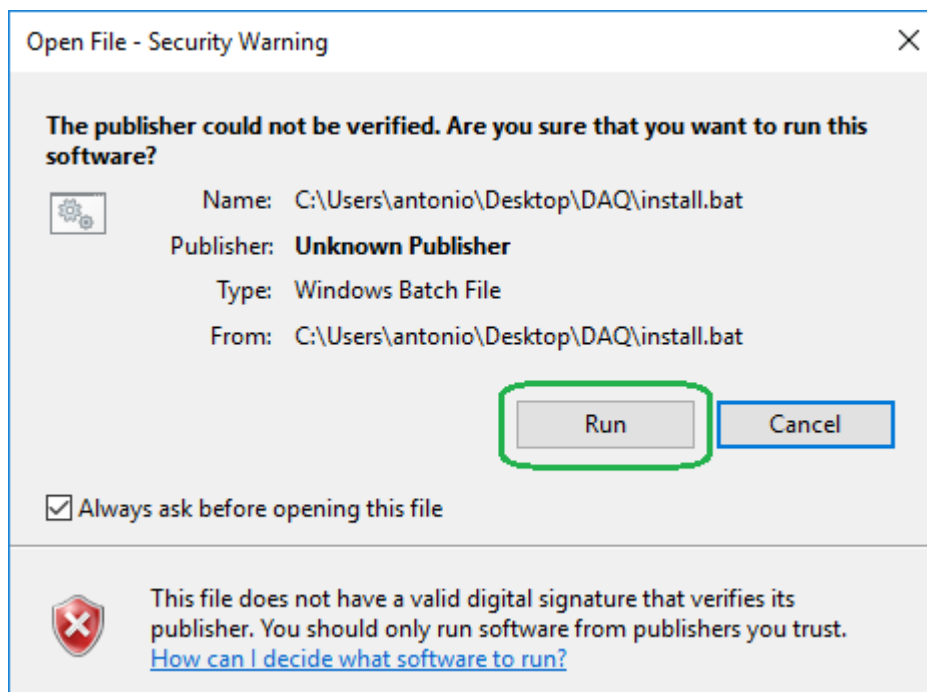 Open File - Security Warning
The publisher could not be verified. Are you sure that you want to run this
software?
Name: C:\Users\antonio\Desktop\DAQ\install.bat
Publisher: Unknown Publisher
Type: Windows Batch File
From: C:\Users\antonio\Desktop\DAQ\install.bat
Run Cancel
Always ask before opening this file
This file does not have a valid digital signature that verifies its
publisher. You should only run software from publishers you trust.
How can I decide what software to run?